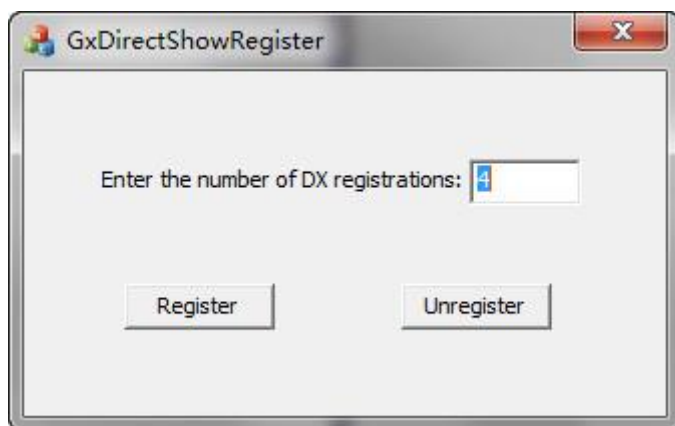 GxDirectShowRegister
Enter the number of DX registrations: 4
Register Unregister